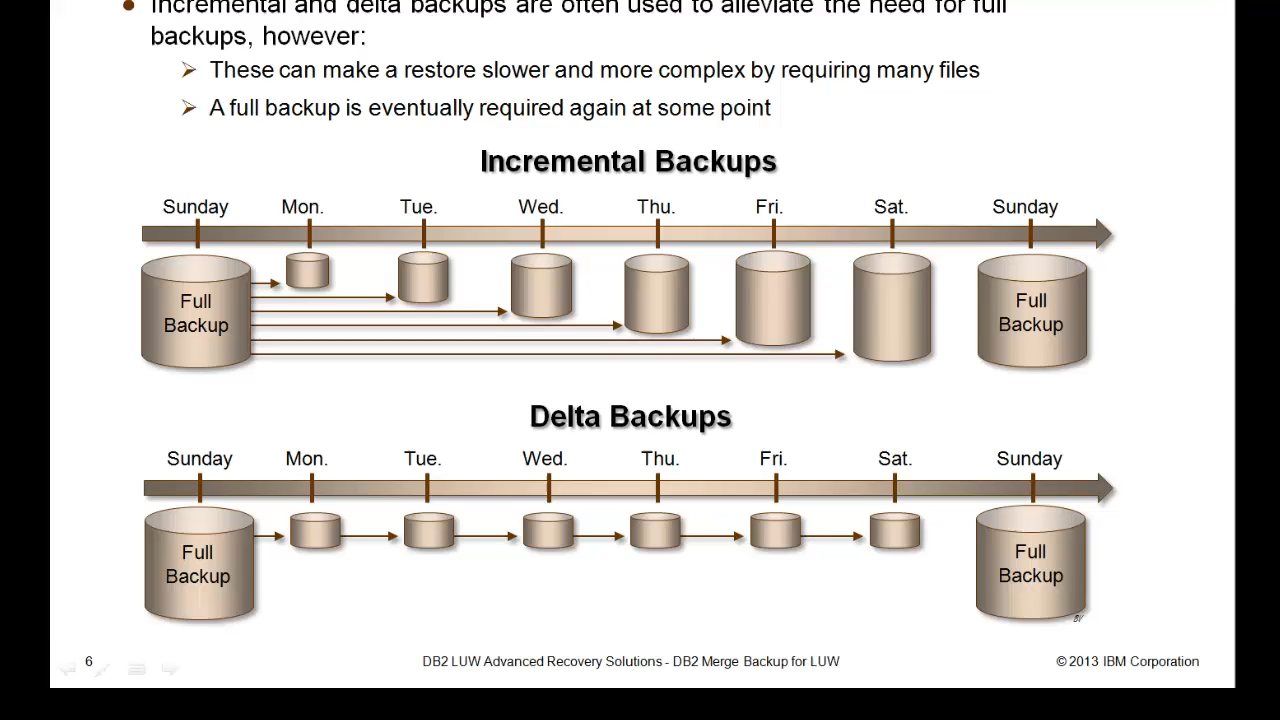 Incremental and delta backups are often used to alleviate the need for full
backups, however:
These can make a restore slower and more complex by requiring many files
A full backup is eventually required again at some point
Incremental Backups
Sunday Mon. Tue. Wed. Thu. Fri. Sat. Sunday
Full
Backup
Full
Backup
Delta Backups
Sunday Mon. Tue. Wed. Thu. Fri. Sat. Sunday
Full
Backup
Full
Backup
6 DB2 LUW Advanced Recovery Solutions - DB2 Merge Backup for LUW © 2013 IBM Corporation